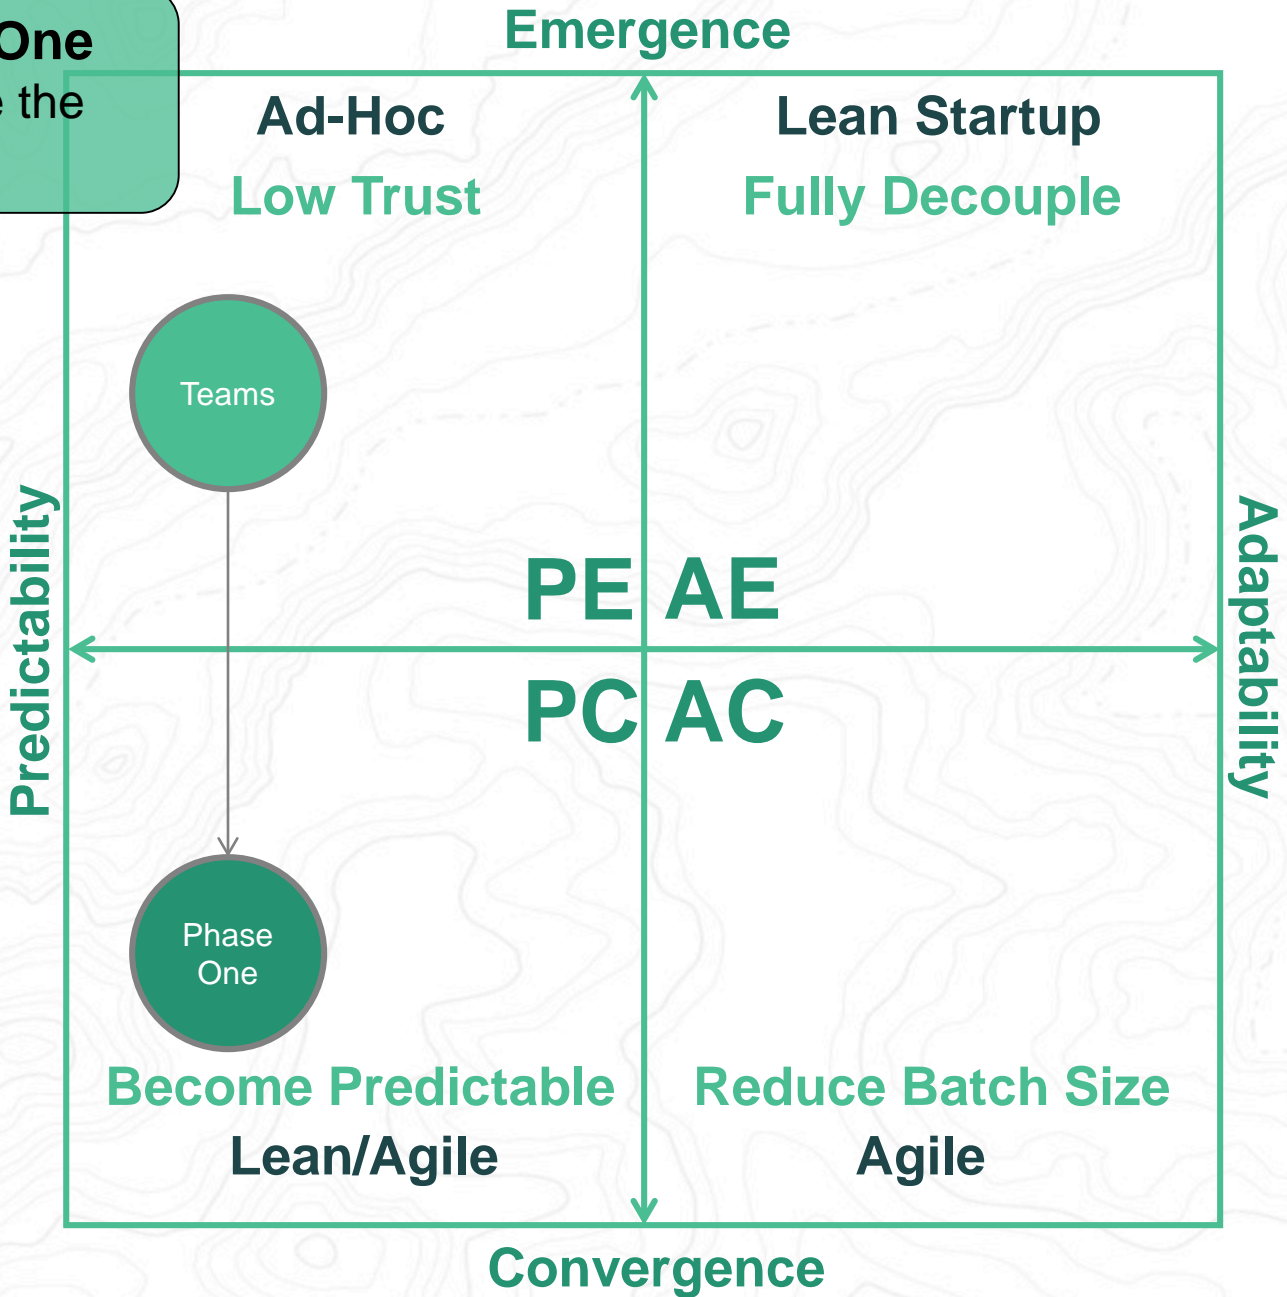 One
the
Emergence
Ad-Hoc
Low Trust
Lean Startup
Fully Decouple
Teams
Predictability
Adaptability
PE AE
PC AC
Phase
One
Become Predictable
Lean/Agile
Reduce Batch Size
Agile
Convergence